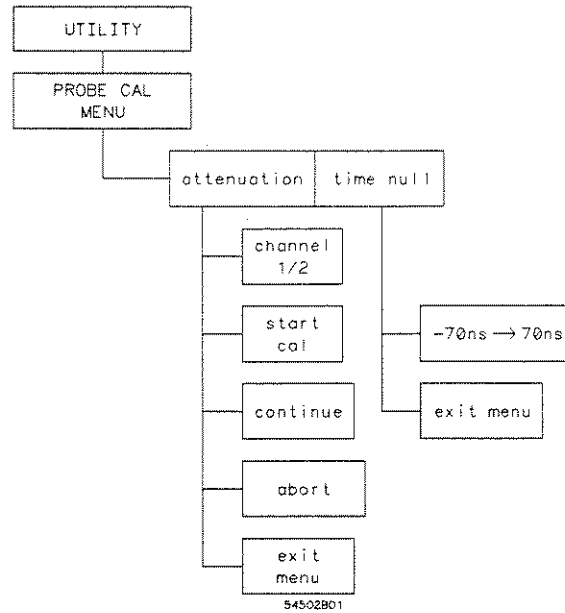 UTILITY
PROBE CAL
MENU
attenuation
time null
channel
1/2
start
cal
continue
abort
exit
menu
-70ns → 70ns
exit menu
54502B01